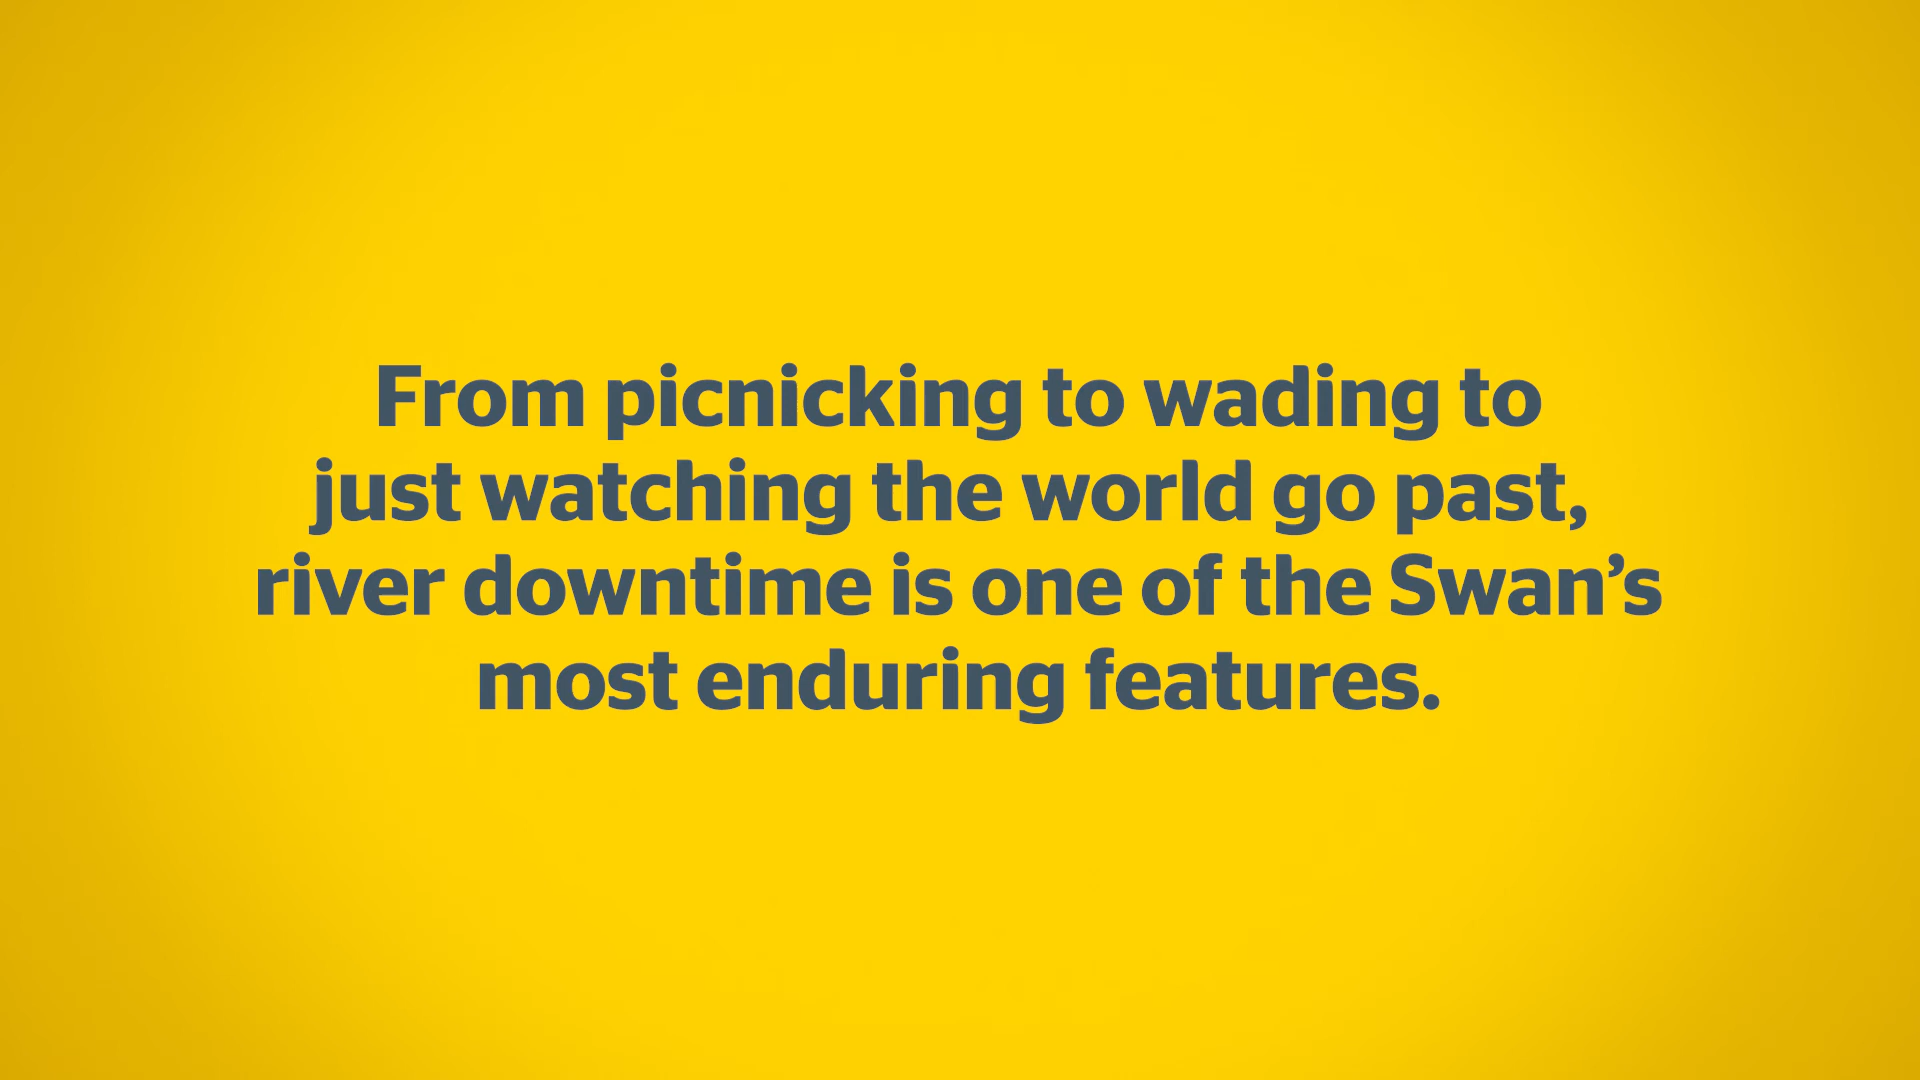 From picnicking to wading to
just watching the world go past,
river downtime is one of the Swan’s
most enduring features.